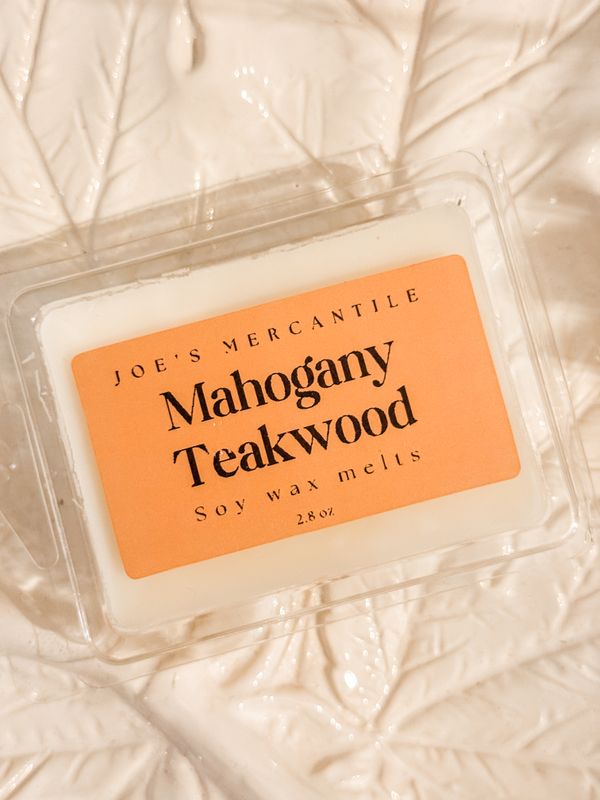 JOE'S MERCANTILE
Mahogany
Teakwood
Soy wax melts
2.8 oz